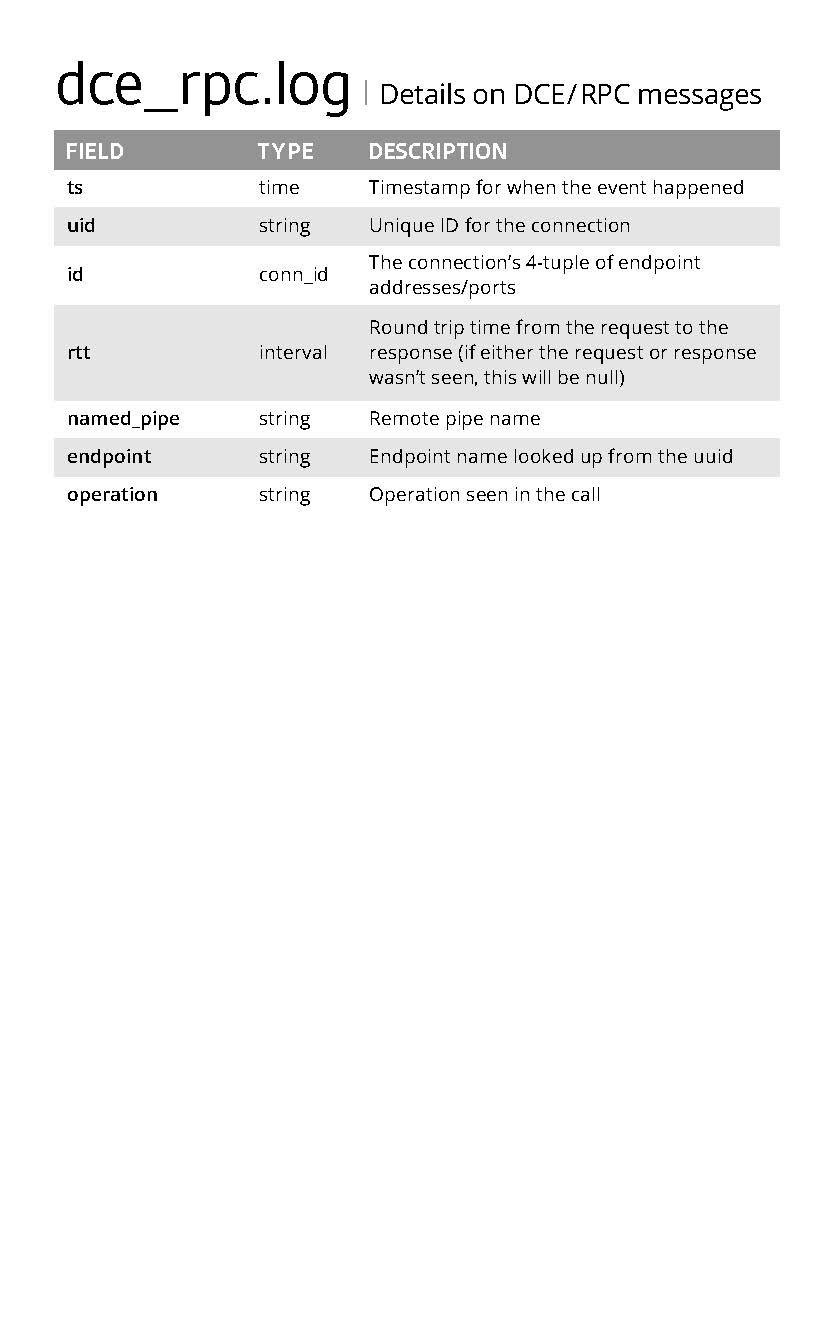 dce_rpc.log | Details on DCE/RPC messages
FIELD TYPE DESCRIPTION
ts time Timestamp for when the event happened
uid string Unique ID for the connection
id conn_id The connection’s 4-tuple of endpoint
addresses/ports
rtt interval Round trip time from the request to the
response (if either the request or response
wasn’t seen, this will be null)
named_pipe string Remote pipe name
endpoint string Endpoint name looked up from the uuid
operation string Operation seen in the call